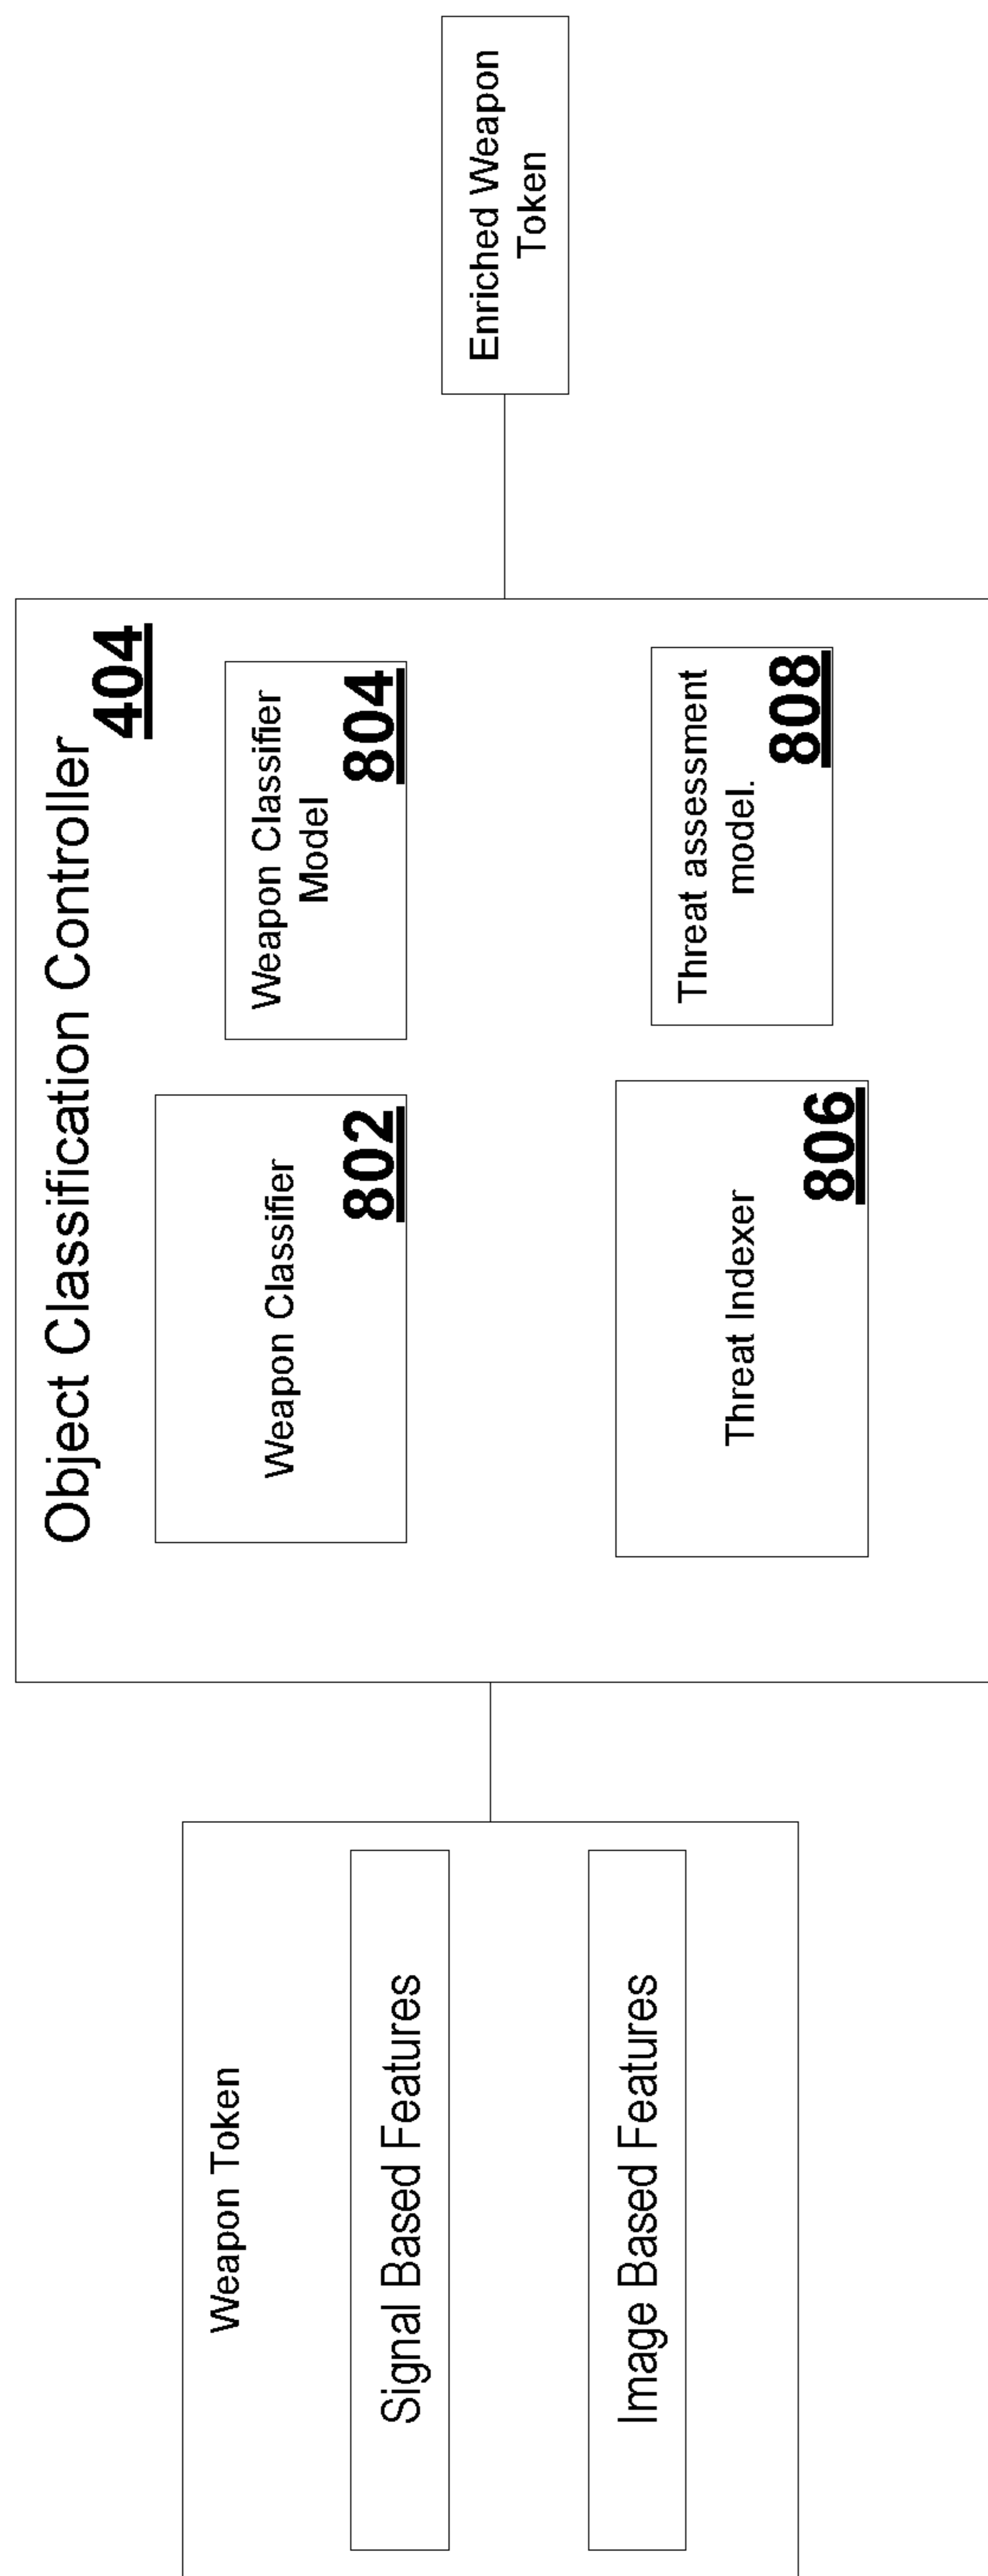 Weapon Token
Signal Based Features
Image Based Features
Object Classification Controller
404
Weapon Classifier
802
Weapon Classifier
Model
804
Threat Indexer
806
Threat assessment
model.
808
Enriched Weapon
Token